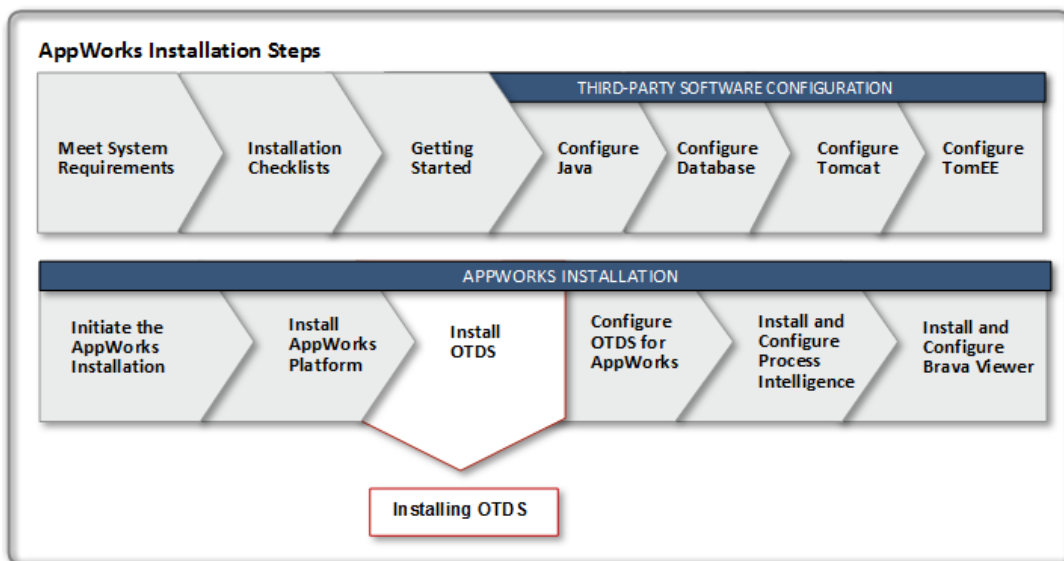 AppWorks Installation Steps
THIRD-PARTY SOFTWARE CONFIGURATION
Meet System
Requirements
Installation
Checklists
Getting
Started
Configure
Java
Configure
Database
Configure
Tomcat
Configure
TomEE
APPWORKS INSTALLATION
Initiate the
AppWorks
Installation
Install
AppWorks
Platform
Install
OTDS
Configure
OTDS for
AppWorks
Install and
Configure
Process
Intelligence
Install and
Configure
Brava Viewer
Installing OTDS